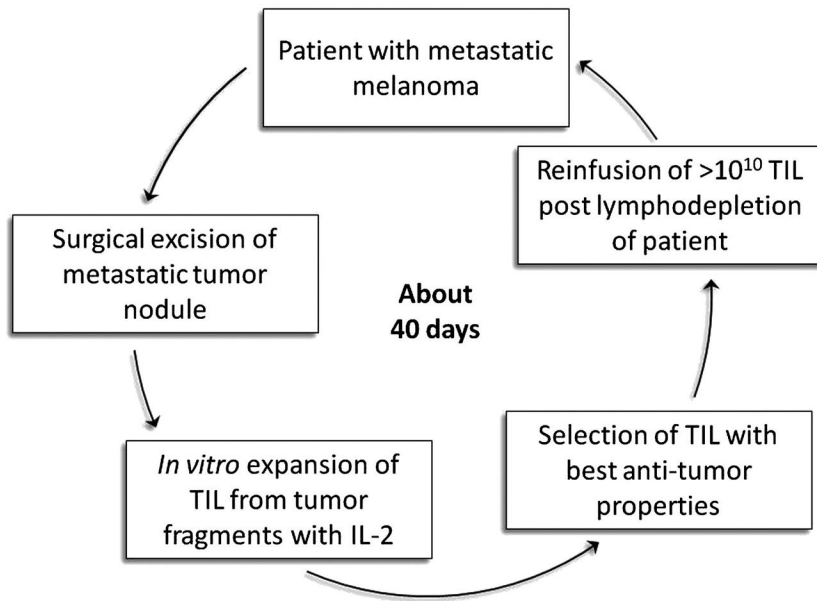 Patient with metastatic
melanoma
Surgical excision of
metastatic tumor
nodule
In vitro expansion of
TIL from tumor
fragments with IL-2
Selection of TIL with
best anti-tumor
properties
Reinfusion of >10¹⁰ TIL
post lymphodepletion
of patient
About
40 days